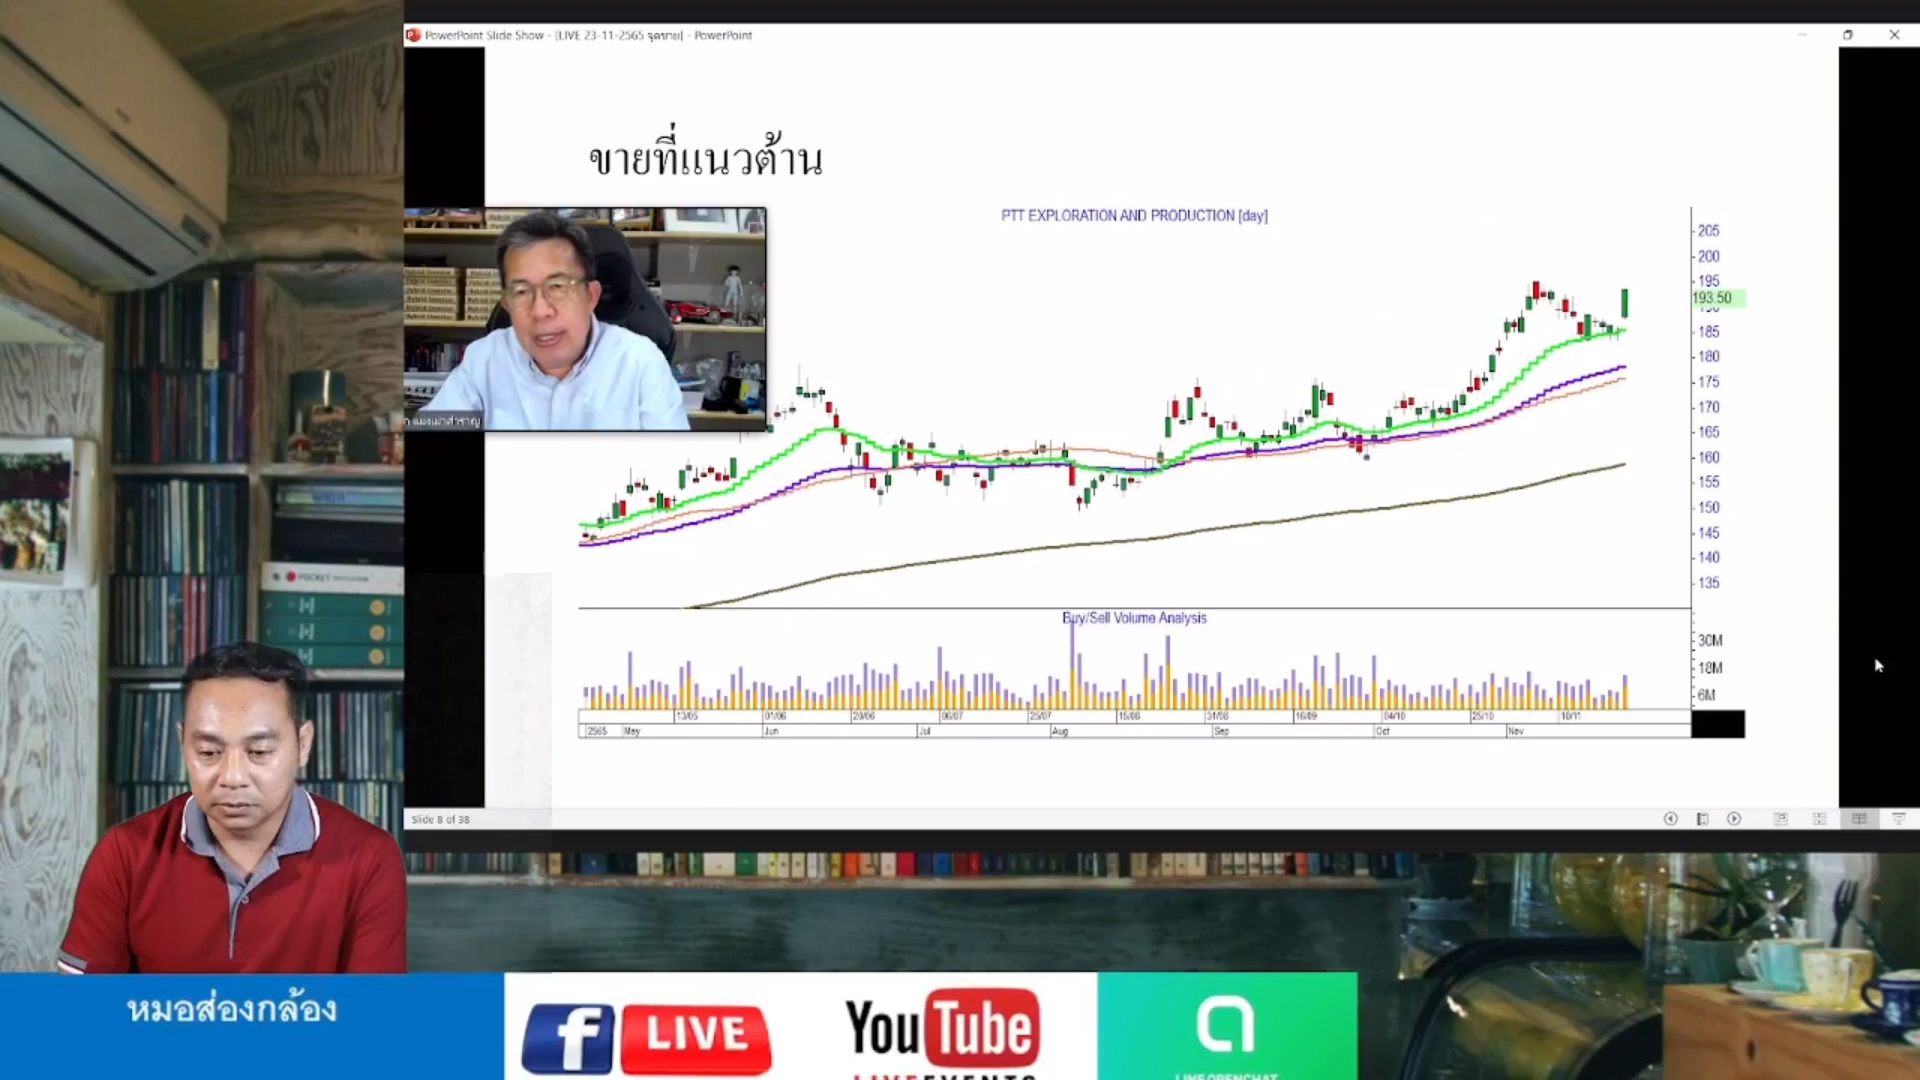 PowerPoint Slide Show - [LIVE 23-11-2565 จุดขาย] - PowerPoint
ขายที่แนวต้าน
PTT EXPLORATION AND PRODUCTION [day]
205
200
195
193.50
185
180
175
170
165
160
155
150
145
140
135
Buy/Sell Volume Analysis
30M
18M
6M
13/05 01/06 20/06 06/07 25/07 15/08 31/08 16/09 04/10 25/10 10/11
2565 May Jun Jul Aug Sep Oct Nov
Slide 8 of 38
POCKET
หมอส่องกล้อง
f LIVE
YouTube
LIVE EVENTS
LINE OPENCHAT